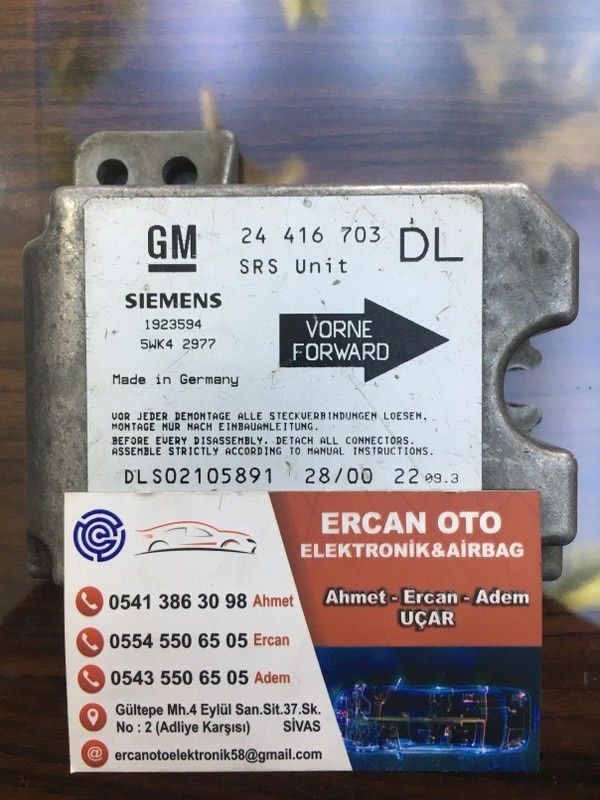 GM 24 416 703 DL
SRS Unit
SIEMENS
1923594
5WK4 2977
VORNE
FORWARD
Made in Germany
VOR JEDER DEMONTAGE ALLE STECKVERBINDUNGEN LOESEN.
MONTAGE NUR NACH EINBAUANLEITUNG.
BEFORE EVERY DISASSEMBLY, DETACH ALL CONNECTORS.
ASSEMBLE STRICTLY ACCORDING TO MANUAL INSTRUCTIONS.
DLS02105891 28/00 22 09.3
ERCAN OTO
ELEKTRONİK&AİRBAG
Ahmet - Ercan - Adem
UÇAR
0541 386 30 98 Ahmet
0554 550 65 05 Ercan
0543 550 65 05 Adem
Gültepe Mh.4 Eylül San.Sit.37.Sk.
No : 2 (Adliye Karşısı) SİVAS
@ ercanotoelektronik58@gmail.com